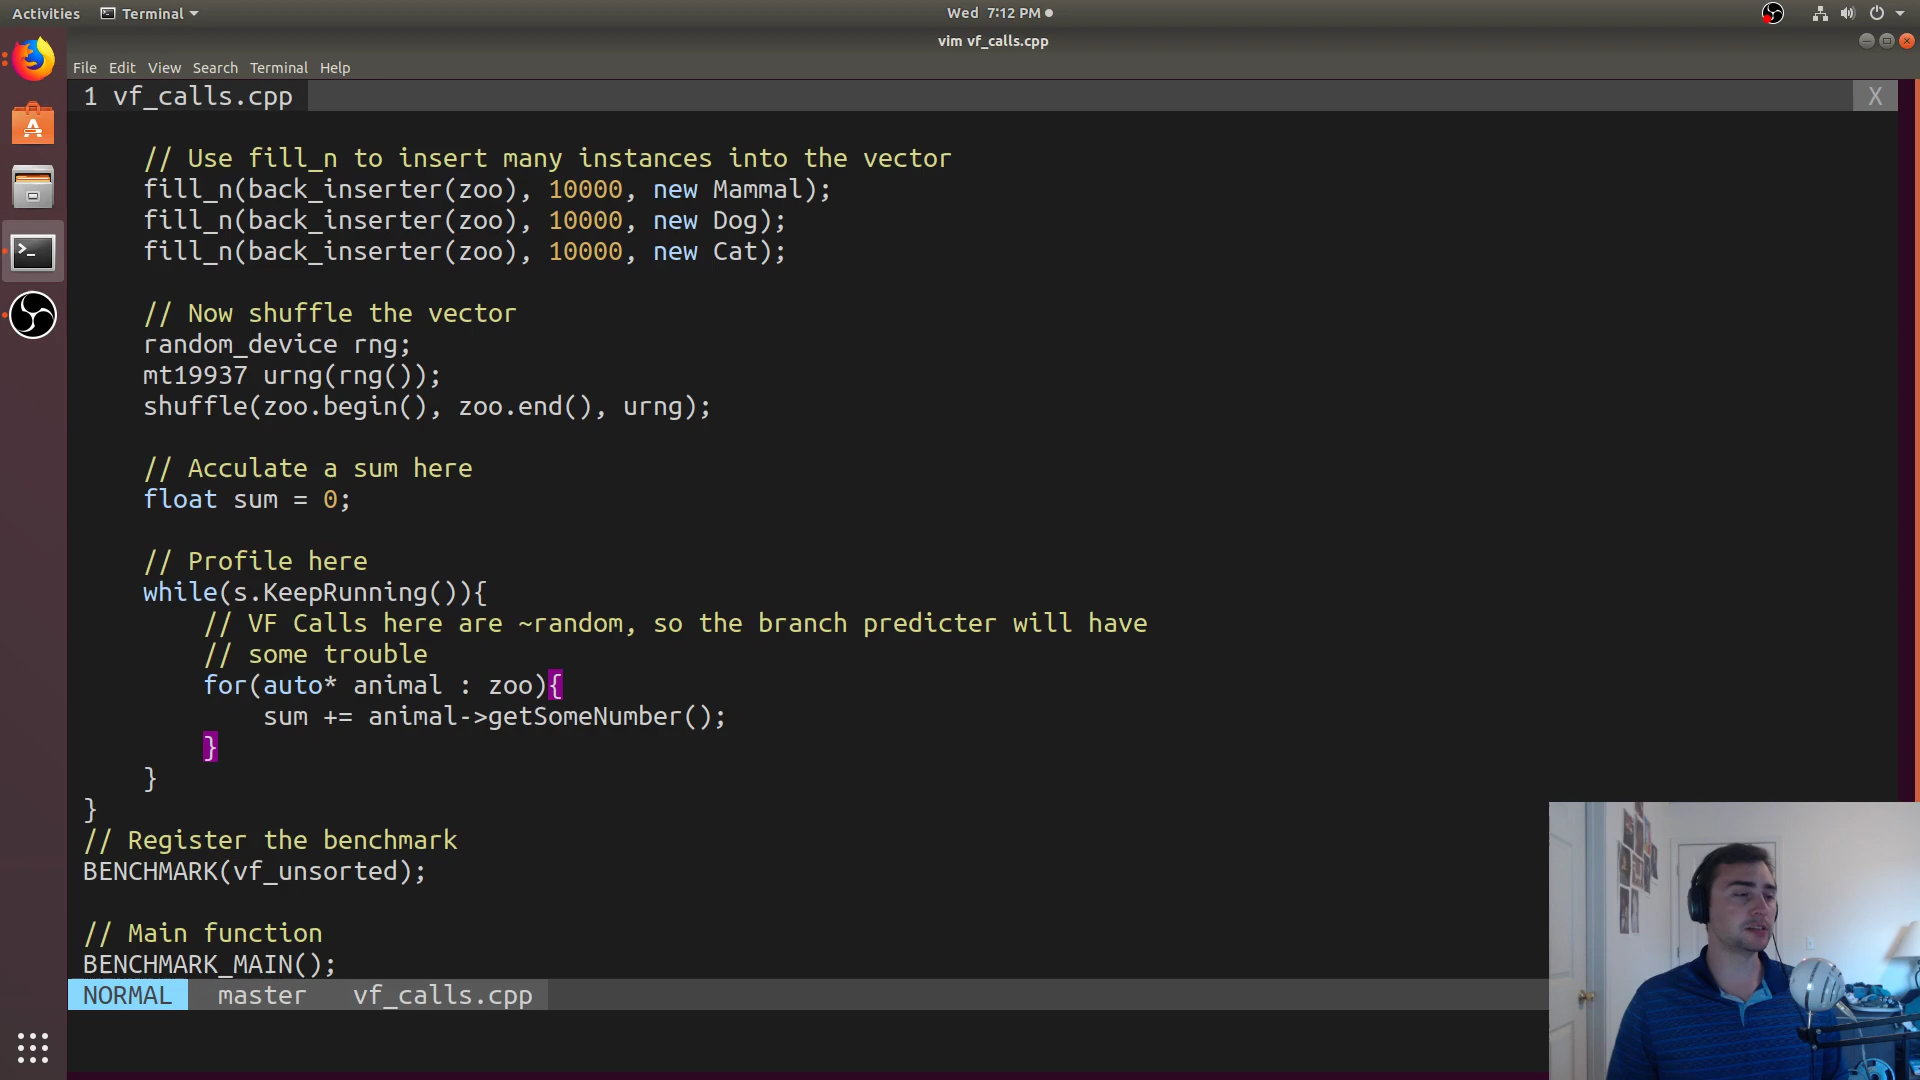 Activities Terminal Wed 7:12 PM
vim vf_calls.cpp
File Edit View Search Terminal Help
1 vf_calls.cpp X
// Use fill_n to insert many instances into the vector
fill_n(back_inserter(zoo), 10000, new Mammal);
fill_n(back_inserter(zoo), 10000, new Dog);
fill_n(back_inserter(zoo), 10000, new Cat);
// Now shuffle the vector
random_device rng;
mt19937 urng(rng());
shuffle(zoo.begin(), zoo.end(), urng);
// Acculate a sum here
float sum = 0;
// Profile here
while(s.KeepRunning()){
// VF Calls here are ~random, so the branch predicter will have
// some trouble
for(auto* animal : zoo){
sum += animal->getSomeNumber();
}
}
}
// Register the benchmark
BENCHMARK(vf_unsorted);
// Main function
BENCHMARK_MAIN();
NORMAL master vf_calls.cpp